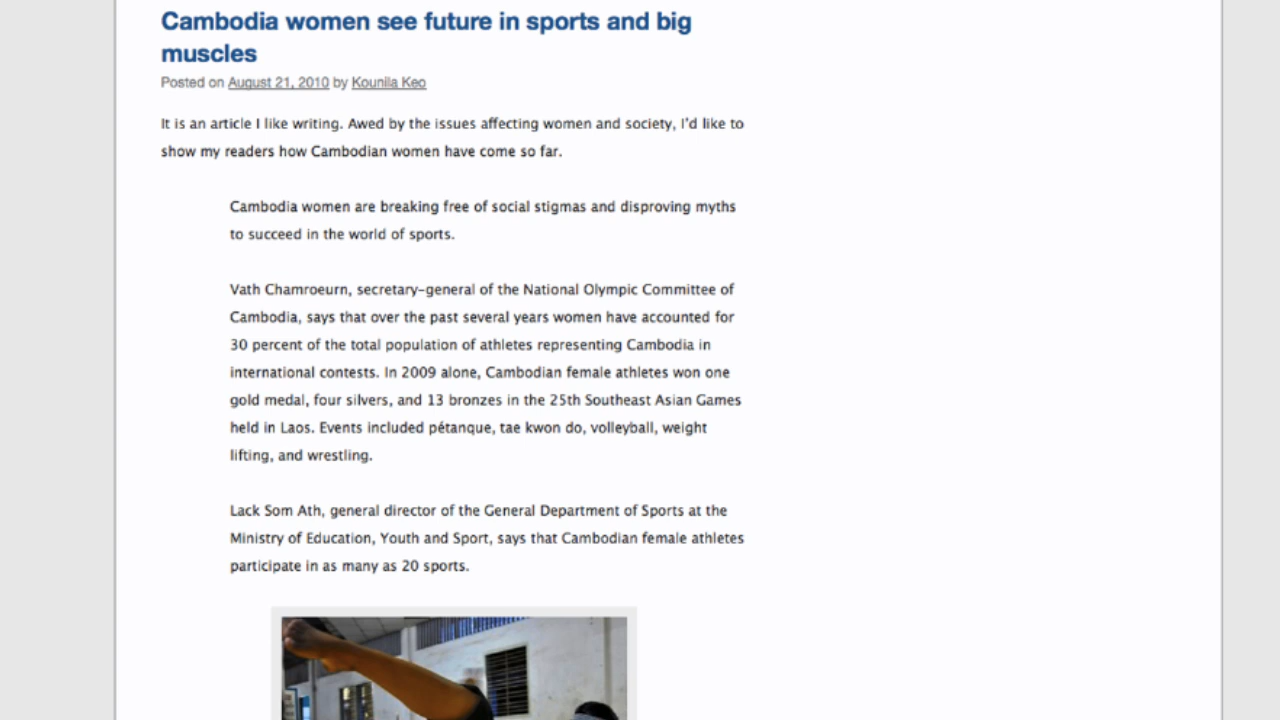 Cambodia women see future in sports and big
muscles
Posted on August 21, 2010 by Kounila Keo
It is an article I like writing. Awed by the issues affecting women and society, I'd like to
show my readers how Cambodian women have come so far.
Cambodia women are breaking free of social stigmas and disproving myths
to succeed in the world of sports.
Vath Chamroeurn, secretary-general of the National Olympic Committee of
Cambodia, says that over the past several years women have accounted for
30 percent of the total population of athletes representing Cambodia in
international contests. In 2009 alone, Cambodian female athletes won one
gold medal, four silvers, and 13 bronzes in the 25th Southeast Asian Games
held in Laos. Events included pétanque, tae kwon do, volleyball, weight
lifting, and wrestling.
Lack Som Ath, general director of the General Department of Sports at the
Ministry of Education, Youth and Sport, says that Cambodian female athletes
participate in as many as 20 sports.